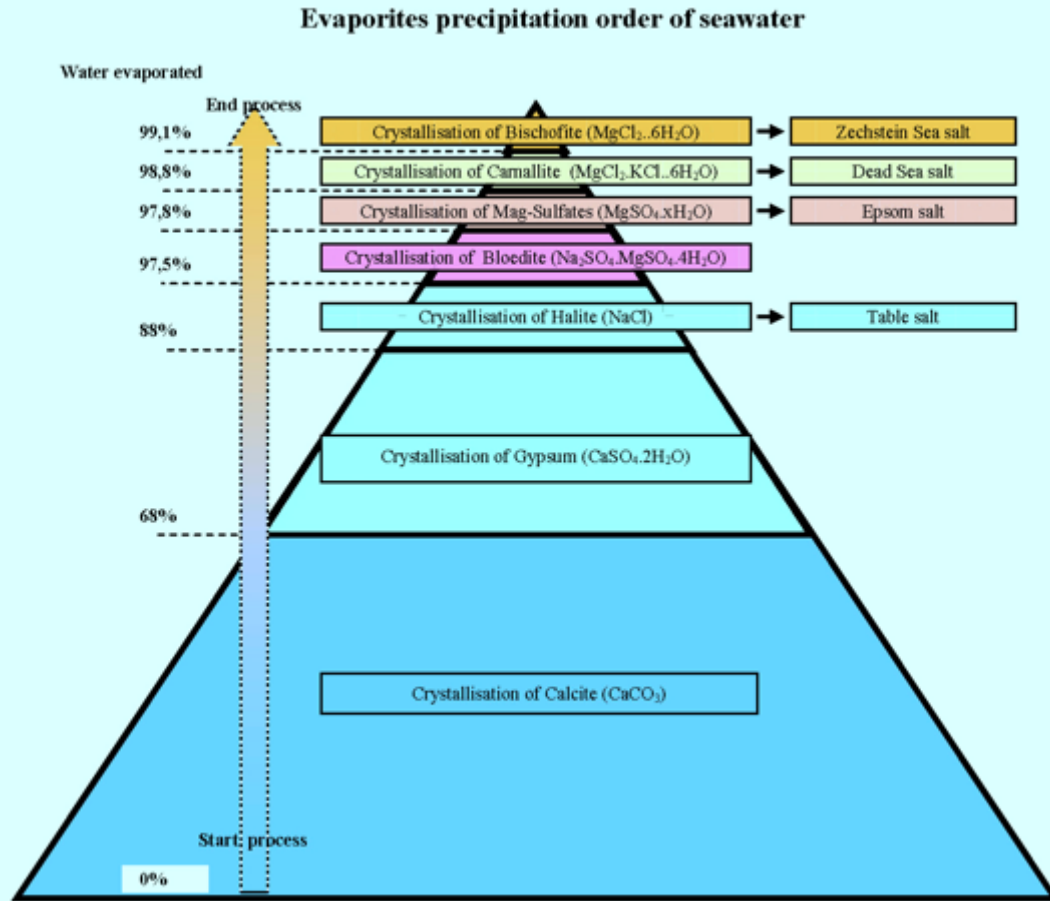 Evaporites precipitation order of seawater
Water evaporated
End process
99,1%
Crystallisation of Bischofite (MgCl₂..6H₂O)
Zechstein Sea salt
98,8%
Crystallisation of Carnallite (MgCl₂.KCl..6H₂O)
Dead Sea salt
97,8%
Crystallisation of Mag-Sulfates (MgSO₄.xH₂O)
Epsom salt
97,5%
Crystallisation of Bloedite (Na₂SO₄.MgSO₄.4H₂O)
Crystallisation of Halite (NaCl)
Table salt
88%
Crystallisation of Gypsum (CaSO₄.2H₂O)
68%
Crystallisation of Calcite (CaCO₃)
Start process
0%